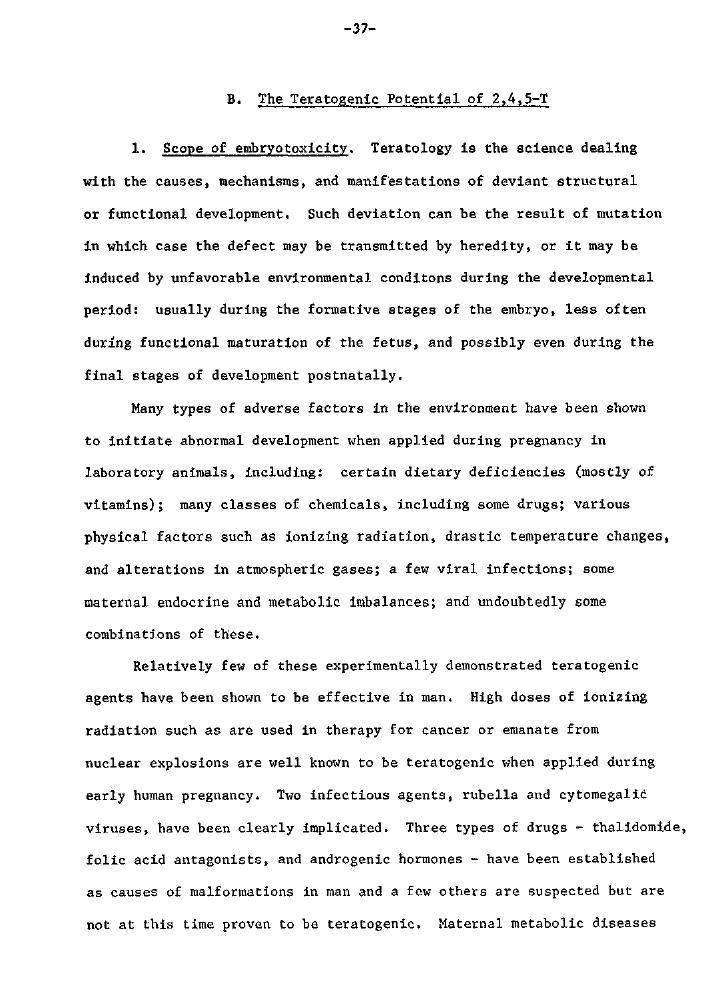 -37-
B. The Teratogenic Potential of 2,4,5-T
1. Scope of embryotoxicity. Teratology is the science dealing
with the causes, mechanisms, and manifestations of deviant structural
or functional development. Such deviation can be the result of mutation
in which case the defect may be transmitted by heredity, or it may be
induced by unfavorable environmental conditons during the developmental
period: usually during the formative stages of the embryo, less often
during functional maturation of the fetus, and possibly even during the
final stages of development postnatally.
Many types of adverse factors in the environment have been shown
to initiate abnormal development when applied during pregnancy in
laboratory animals, including: certain dietary deficiencies (mostly of
vitamins); many classes of chemicals, including some drugs; various
physical factors such as ionizing radiation, drastic temperature changes,
and alterations in atmospheric gases; a few viral infections; some
maternal endocrine and metabolic imbalances; and undoubtedly some
combinations of these.
Relatively few of these experimentally demonstrated teratogenic
agents have been shown to be effective in man. High doses of ionizing
radiation such as are used in therapy for cancer or emanate from
nuclear explosions are well known to be teratogenic when applied during
early human pregnancy. Two infectious agents, rubella and cytomegalic
viruses, have been clearly implicated. Three types of drugs - thalidomide,
folic acid antagonists, and androgenic hormones - have been established
as causes of malformations in man and a few others are suspected but are
not at this time proven to be teratogenic. Maternal metabolic diseases